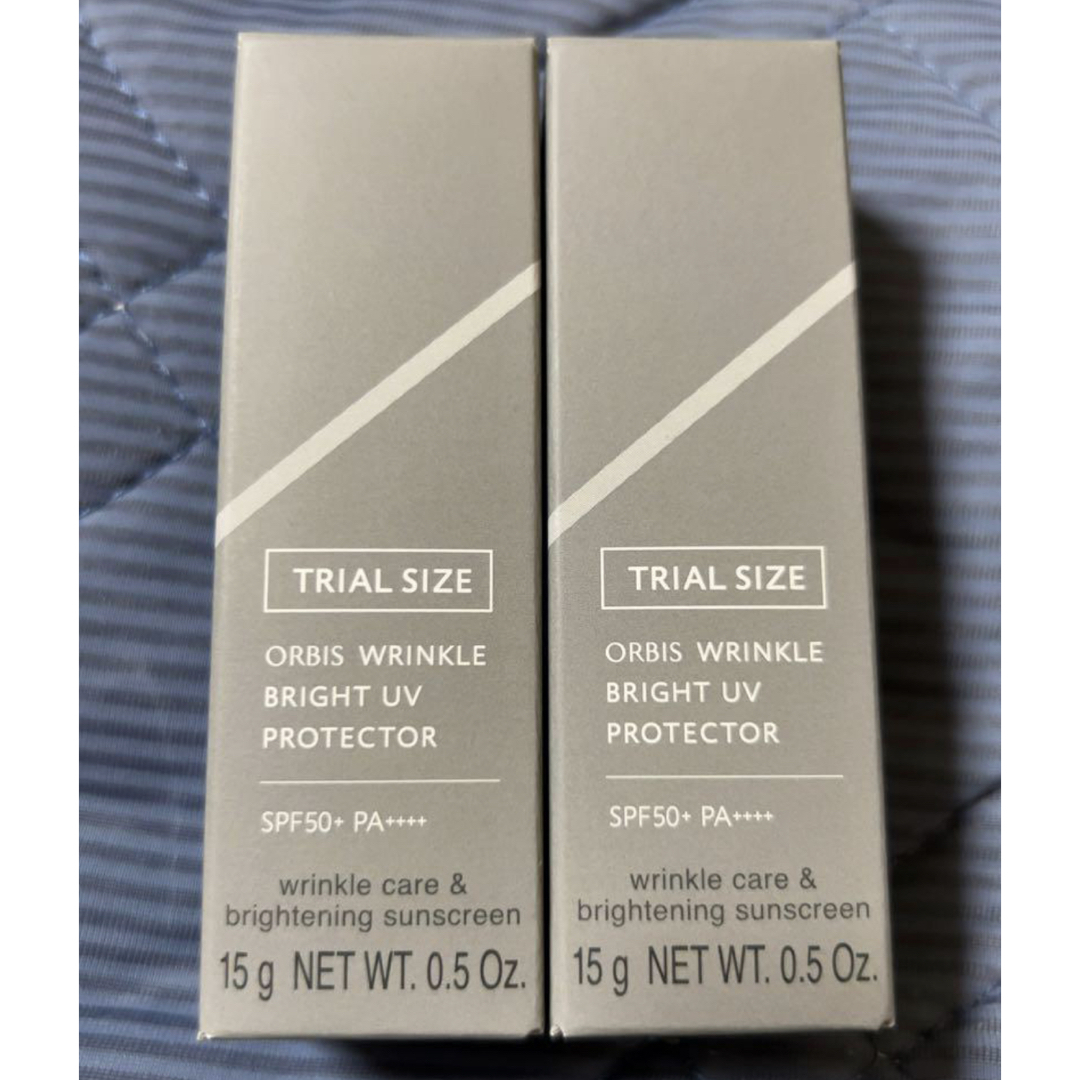 TRIAL SIZE
ORBIS WRINKLE
BRIGHT UV
PROTECTOR
SPF50+ PA++++
wrinkle care &
brightening sunscreen
15 g NET WT. 0.5 Oz.
TRIAL SIZE
ORBIS WRINKLE
BRIGHT UV
PROTECTOR
SPF50+ PA++++
wrinkle care &
brightening sunscreen
15 g NET WT. 0.5 Oz.